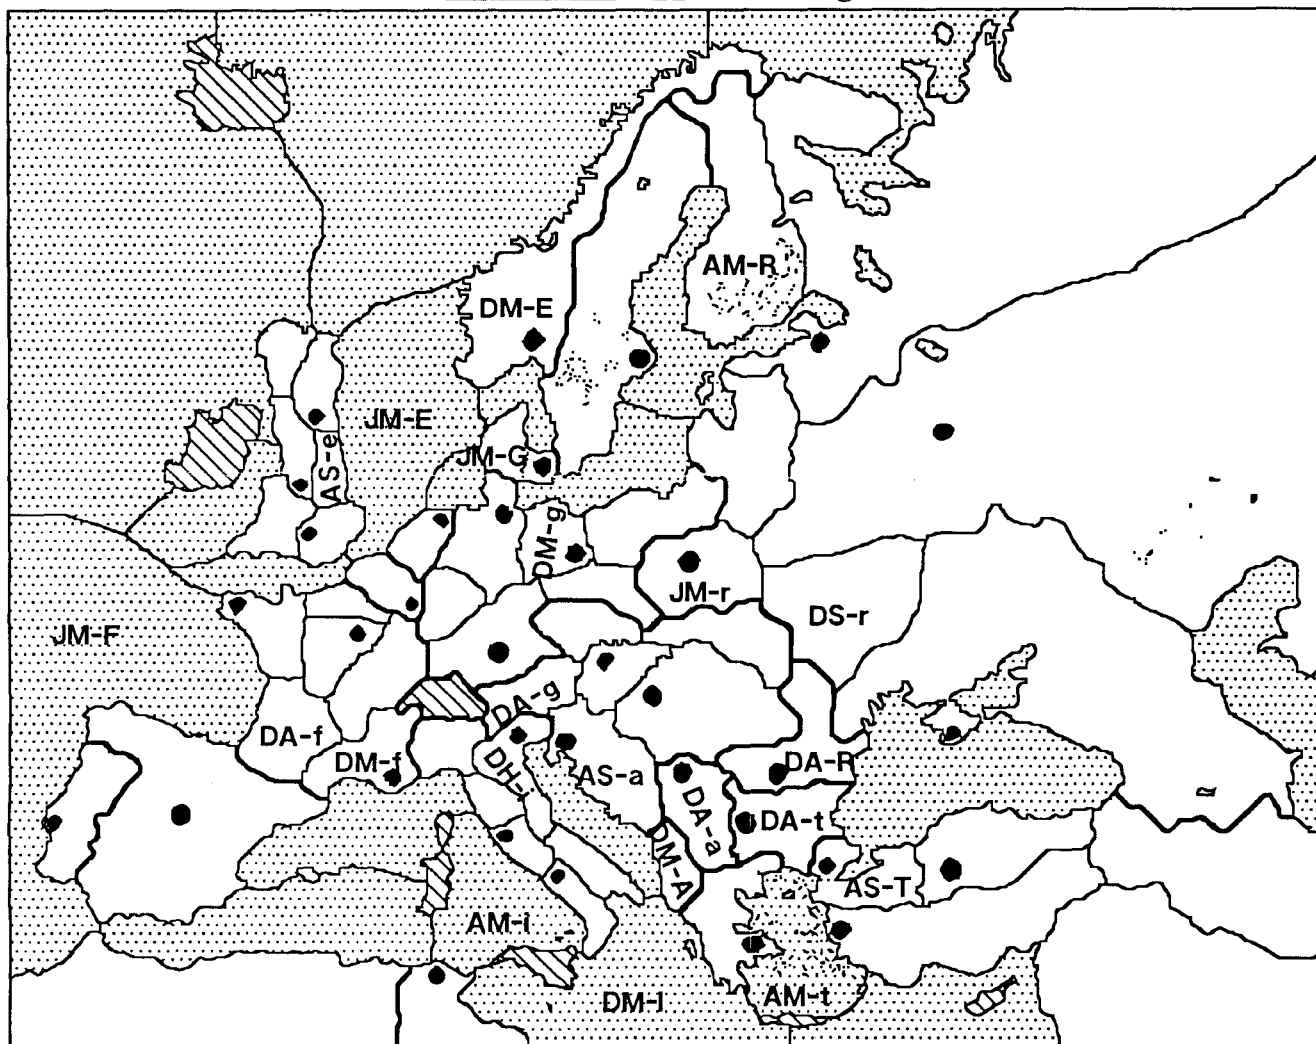 AM-R
DM-E
JM-E
JM-G
AS-e
DM-g
JM-r
DS-r
JM-F
DA-g
DA-f
DM-f
DH-i
AS-a
DA-R
DA-a
DA-t
DM-A
AS-T
AM-i
DM-I
AM-t